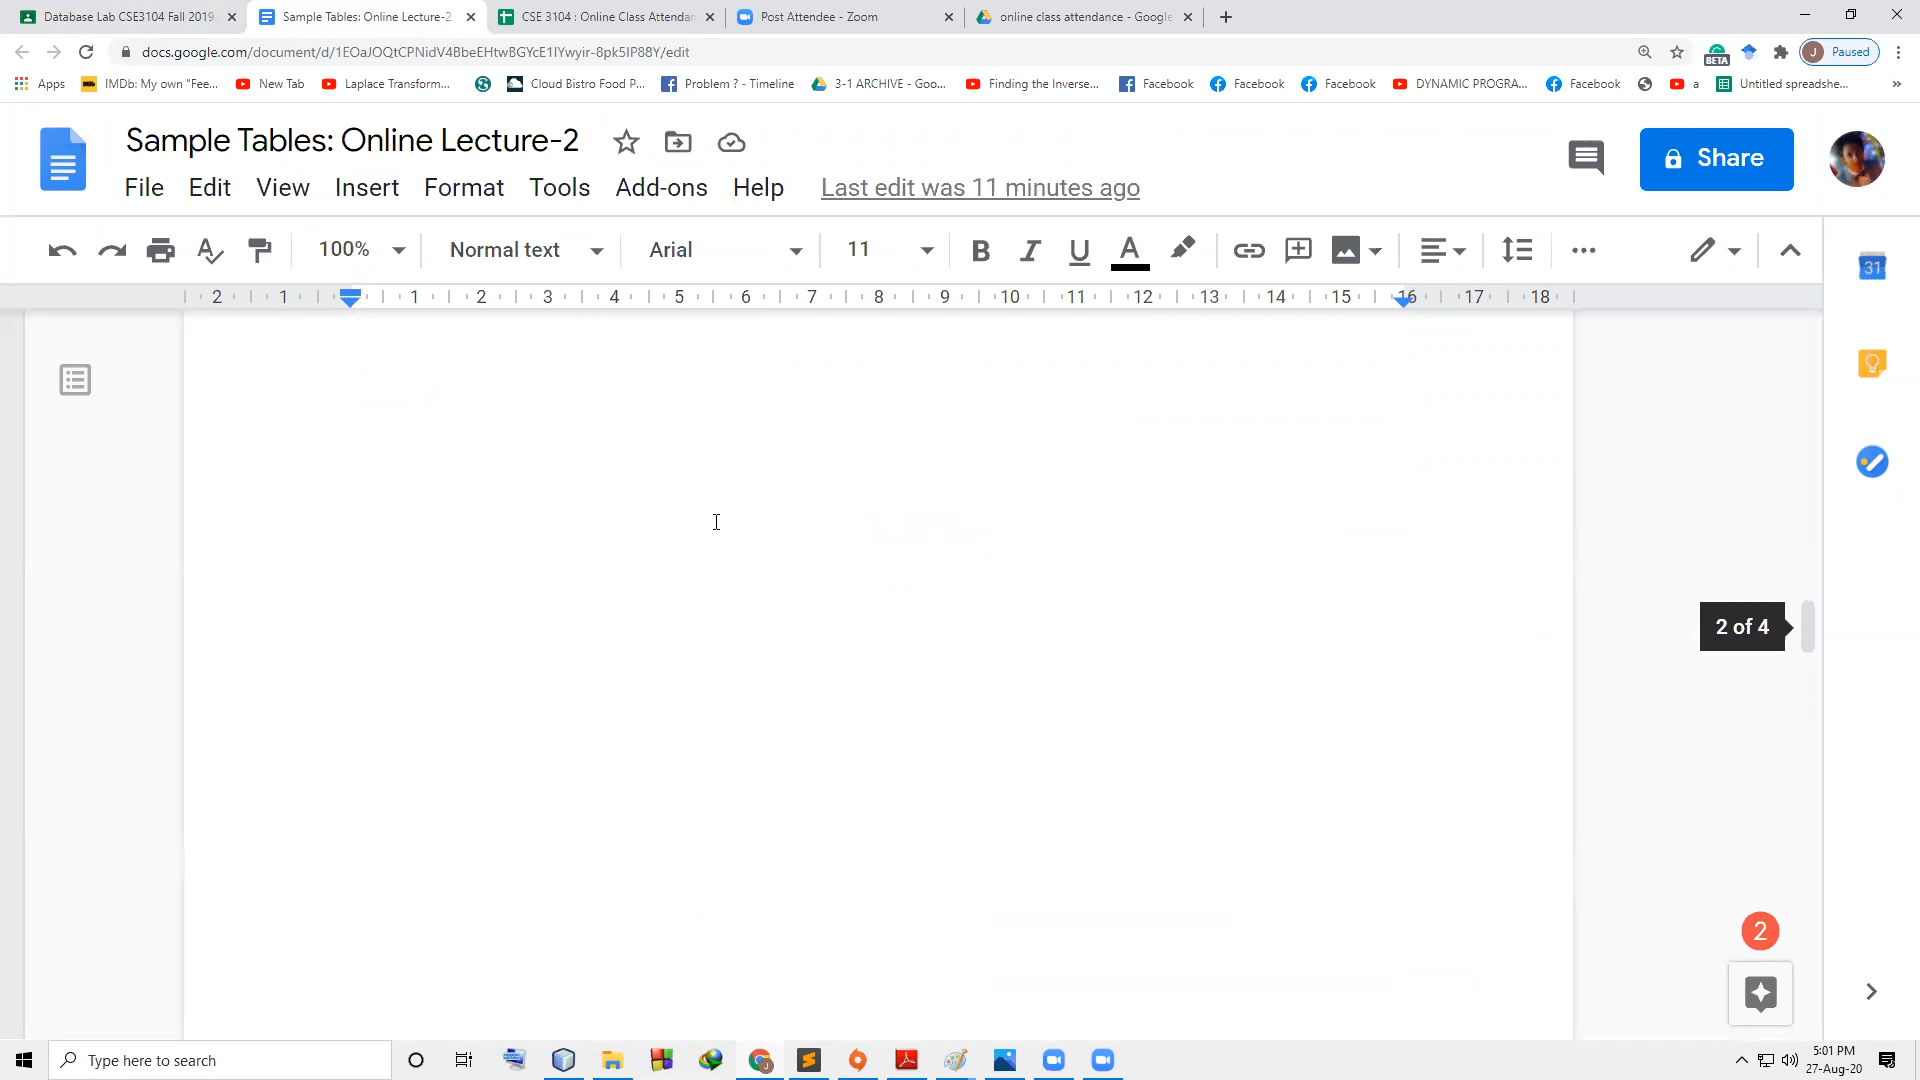 Database Lab CSE3104 Fall 2019
Sample Tables: Online Lecture-2
CSE 3104 : Online Class Attendan
Post Attendee - Zoom
online class attendance - Google
docs.google.com/document/d/1EOaJOQtCPNidV4BbeEHtwBGYcE1IYwyir-8pk5IP88Y/edit
BETA
J Paused
Apps
IMDb: My own "Fee...
New Tab
Laplace Transform...
Cloud Bistro Food P...
Problem ? - Timeline
3-1 ARCHIVE - Goo...
Finding the Inverse...
Facebook
Facebook
Facebook
DYNAMIC PROGRA...
Facebook
a
Untitled spreadshe...
»
Sample Tables: Online Lecture-2
Share
File Edit View Insert Format Tools Add-ons Help Last edit was 11 minutes ago
100% Normal text Arial 11 B I U A
31
2 1 1 2 3 4 5 6 7 8 9 10 11 12 13 14 15 16 17 18
2 of 4
2
Type here to search
5:01 PM
27-Aug-20